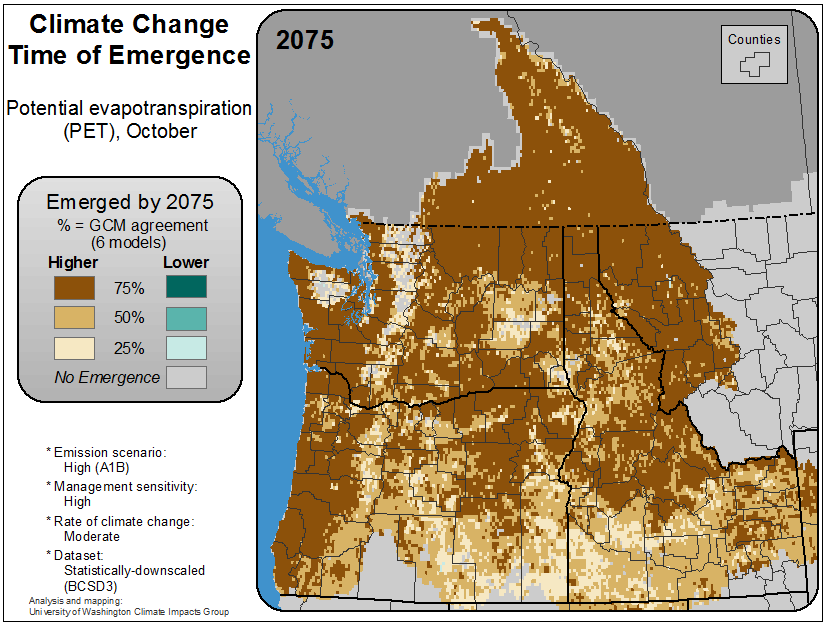 Climate Change
Time of Emergence
Potential evapotranspiration
(PET), October
Emerged by 2075
% = GCM agreement
(6 models)
Higher Lower
75%
50%
25%
No Emergence
* Emission scenario:
High (A1B)
* Management sensitivity:
High
* Rate of climate change:
Moderate
* Dataset:
Statistically-downscaled
(BCSD3)
Analysis and mapping:
University of Washington Climate Impacts Group
2075
Counties